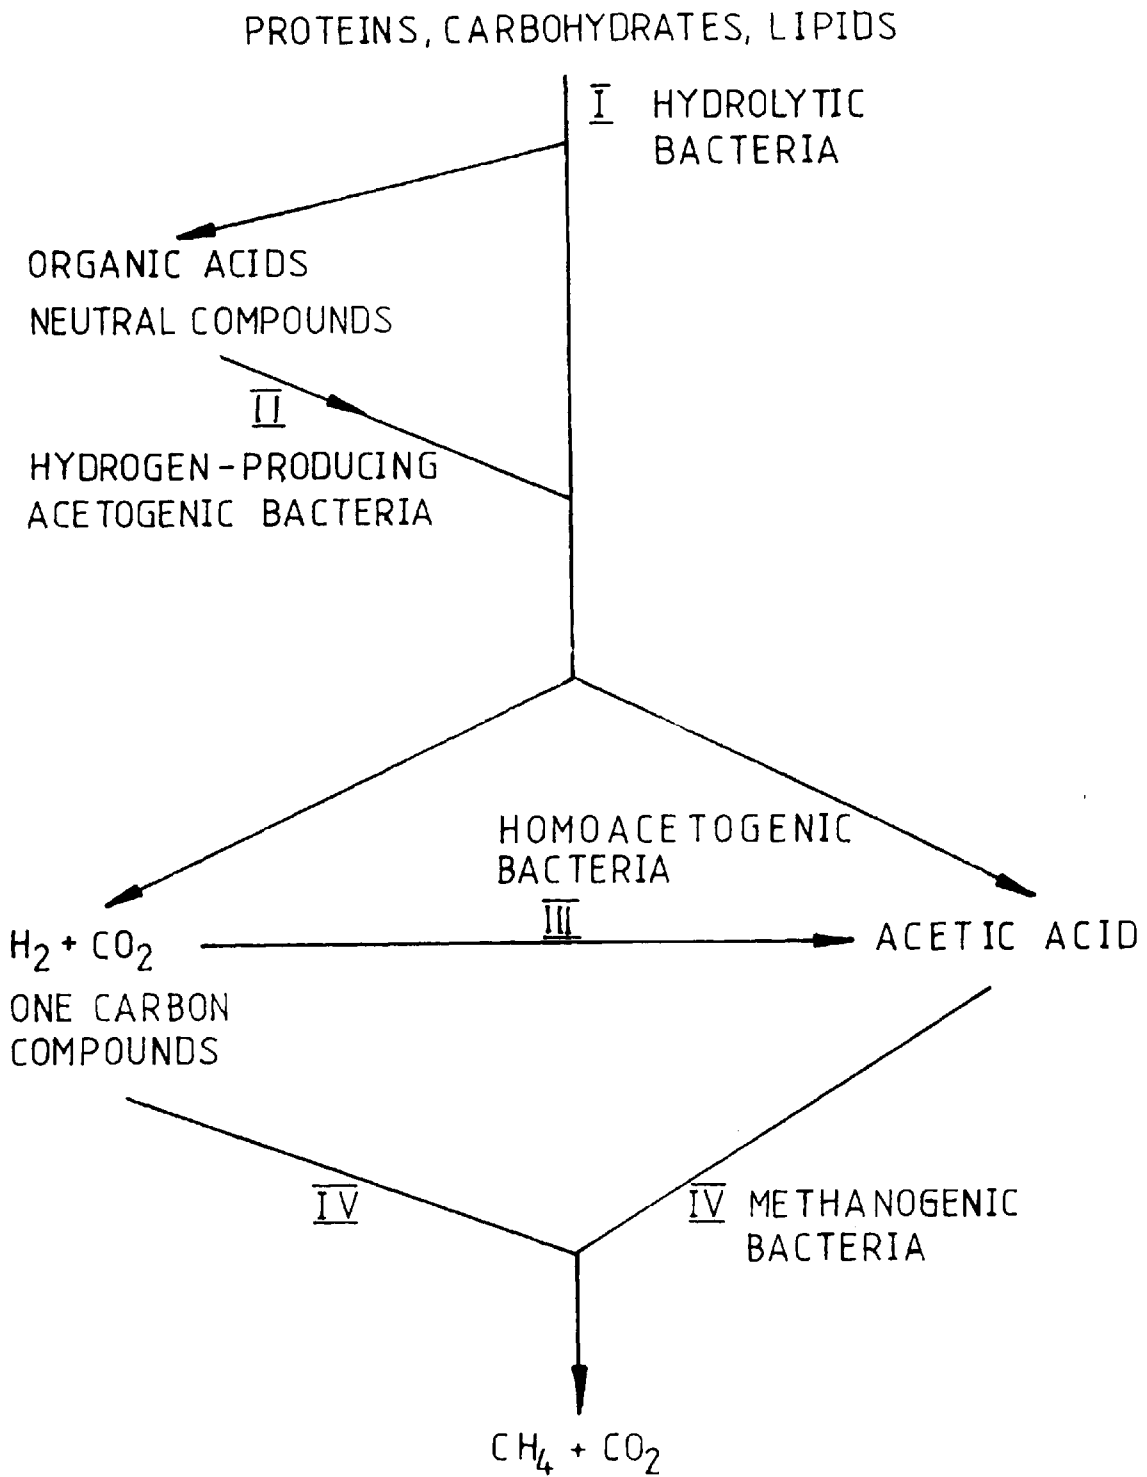 PROTEINS, CARBOHYDRATES, LIPIDS
I HYDROLYTIC
BACTERIA
ORGANIC ACIDS
NEUTRAL COMPOUNDS
II
HYDROGEN-PRODUCING
ACETOGENIC BACTERIA
HOMOACETOGENIC
BACTERIA
III
H₂ + CO₂
ACETIC ACID
ONE CARBON
COMPOUNDS
IV
IV METHANOGENIC
BACTERIA
CH₄ + CO₂